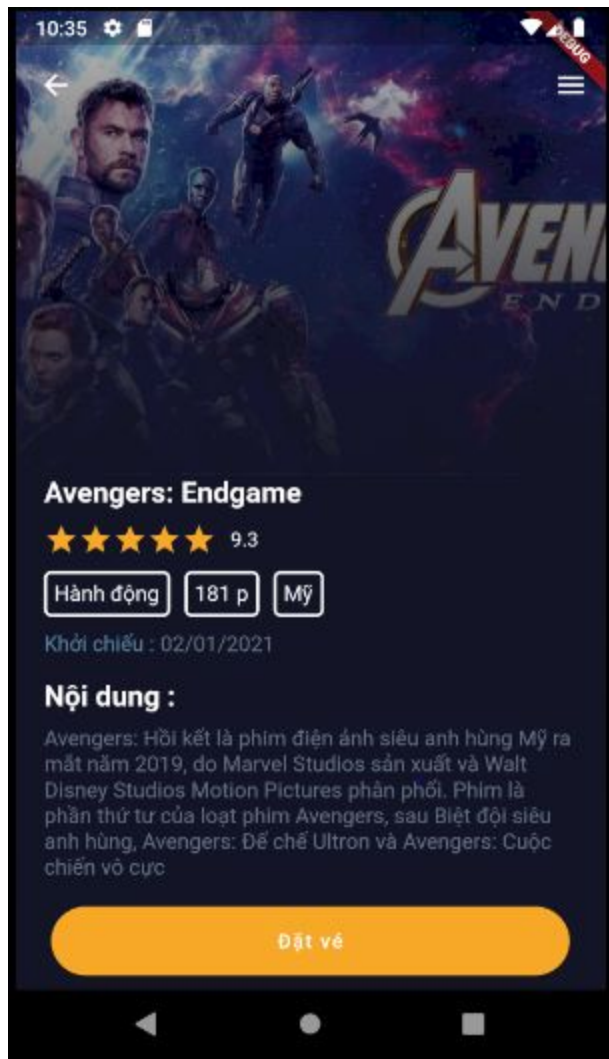 10:35
DEBUG
AVEN
END
Avengers: Endgame
9.3
Hành động 181 p Mỹ
Khởi chiếu : 02/01/2021
Nội dung :
Avengers: Hồi kết là phim điện ảnh siêu anh hùng Mỹ ra
mắt năm 2019, do Marvel Studios sản xuất và Walt
Disney Studios Motion Pictures phân phối. Phim là
phần thứ tư của loạt phim Avengers, sau Biệt đội siêu
anh hùng, Avengers: Đế chế Ultron và Avengers: Cuộc
chiến vô cực
Đặt vé